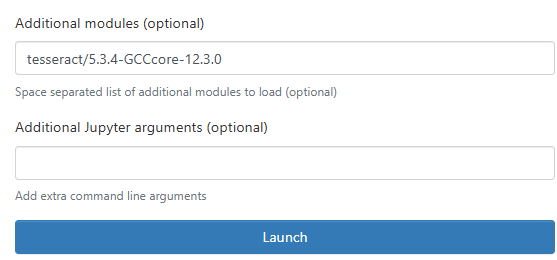 Additional modules (optional)
tesseract/5.3.4-GCCcore-12.3.0
Space separated list of additional modules to load (optional)
Additional Jupyter arguments (optional)
Add extra command line arguments
Launch